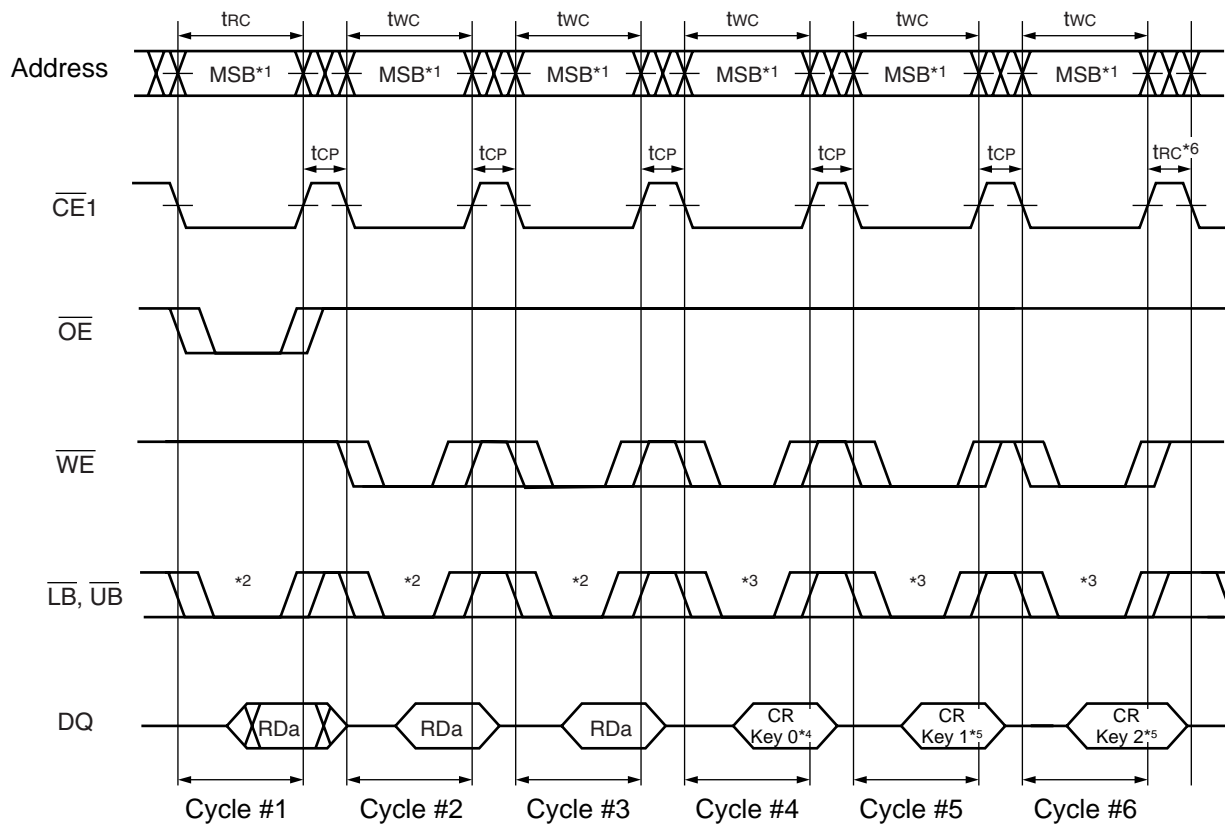 tRC tWC tWC tWC tWC tWC
Address MSB*1 MSB*1 MSB*1 MSB*1 MSB*1 MSB*1
tCP tCP tCP tCP tCP tRC*6
CE1
OE
WE
LB, UB *2 *2 *2 *3 *3 *3
DQ RDa RDa RDa CR Key 0*4 CR Key 1*5 CR Key 2*5
Cycle #1 Cycle #2 Cycle #3 Cycle #4 Cycle #5 Cycle #6